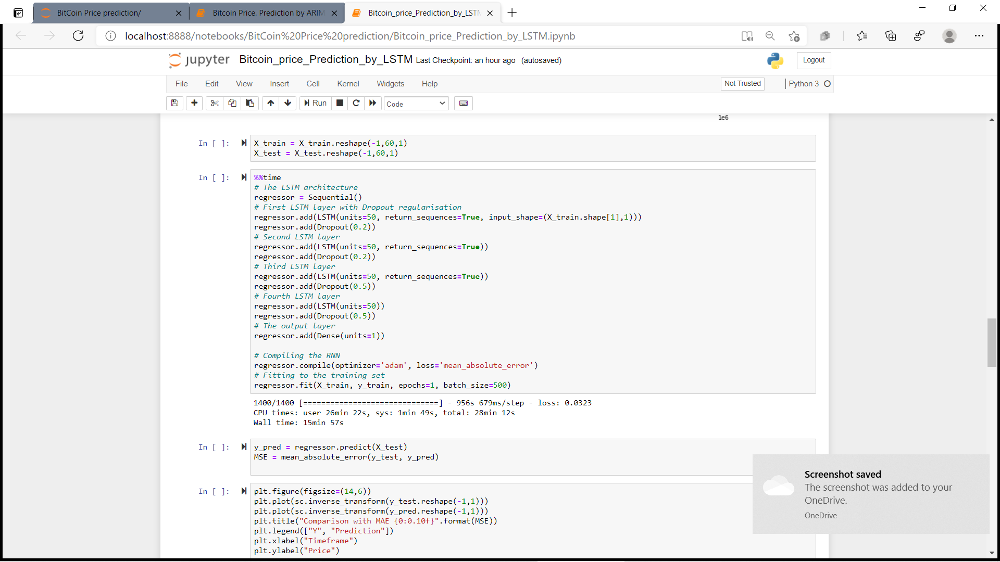 BitCoin Price prediction/
Bitcoin Price. Prediction by ARIM
Bitcoin_price_Prediction_by_LSTM
localhost:8888/notebooks/BitCoin%20Price%20prediction/Bitcoin_price_Prediction_by_LSTM.ipynb
jupyter Bitcoin_price_Prediction_by_LSTM Last Checkpoint: an hour ago (autosaved) Logout
File Edit View Insert Cell Kernel Widgets Help Not Trusted Python 3
Run Code
1e6
In [ ]: X_train = X_train.reshape(-1,60,1)
X_test = X_test.reshape(-1,60,1)
In [ ]: %%time
# The LSTM architecture
regressor = Sequential()
# First LSTM layer with Dropout regularisation
regressor.add(LSTM(units=50, return_sequences=True, input_shape=(X_train.shape[1],1)))
regressor.add(Dropout(0.2))
# Second LSTM layer
regressor.add(LSTM(units=50, return_sequences=True))
regressor.add(Dropout(0.2))
# Third LSTM layer
regressor.add(LSTM(units=50, return_sequences=True))
regressor.add(Dropout(0.5))
# Fourth LSTM layer
regressor.add(LSTM(units=50))
regressor.add(Dropout(0.5))
# The output layer
regressor.add(Dense(units=1))
# Compiling the RNN
regressor.compile(optimizer='adam', loss='mean_absolute_error')
# Fitting to the training set
regressor.fit(X_train, y_train, epochs=1, batch_size=500)
1400/1400 [==============================] - 956s 679ms/step - loss: 0.0323
CPU times: user 26min 22s, sys: 1min 49s, total: 28min 12s
Wall time: 15min 57s
In [ ]: y_pred = regressor.predict(X_test)
MSE = mean_absolute_error(y_test, y_pred)
In [ ]: plt.figure(figsize=(14,6))
plt.plot(sc.inverse_transform(y_test.reshape(-1,1)))
plt.plot(sc.inverse_transform(y_pred.reshape(-1,1)))
plt.title("Comparison with MAE {0:0.10f}".format(MSE))
plt.legend(["Y", "Prediction"])
plt.xlabel("Timeframe")
plt.ylabel("Price")
Screenshot saved
The screenshot was added to your
OneDrive.
OneDrive